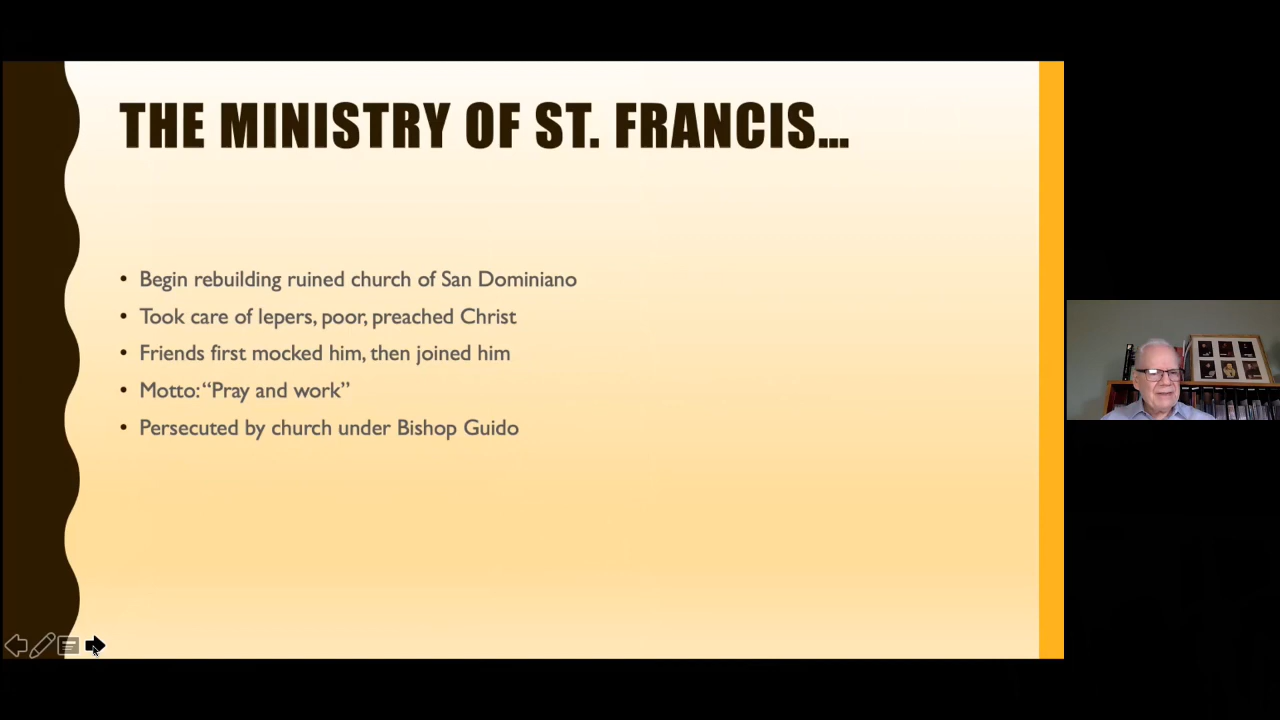 THE MINISTRY OF ST. FRANCIS...
• Begin rebuilding ruined church of San Dominiano
• Took care of lepers, poor, preached Christ
• Friends first mocked him, then joined him
• Motto: “Pray and work”
• Persecuted by church under Bishop Guido